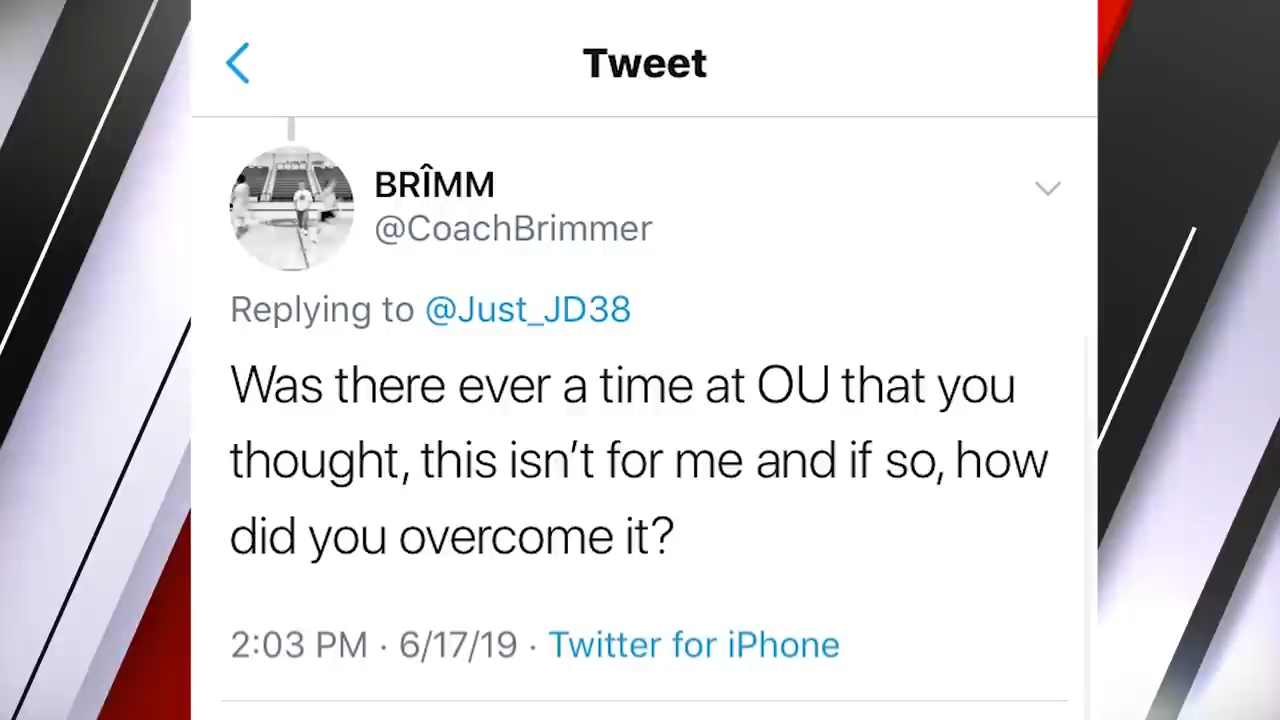 Tweet
BRÎMM
@CoachBrimmer
Replying to @Just_JD38
Was there ever a time at OU that you
thought, this isn’t for me and if so, how
did you overcome it?
2:03 PM · 6/17/19 · Twitter for iPhone